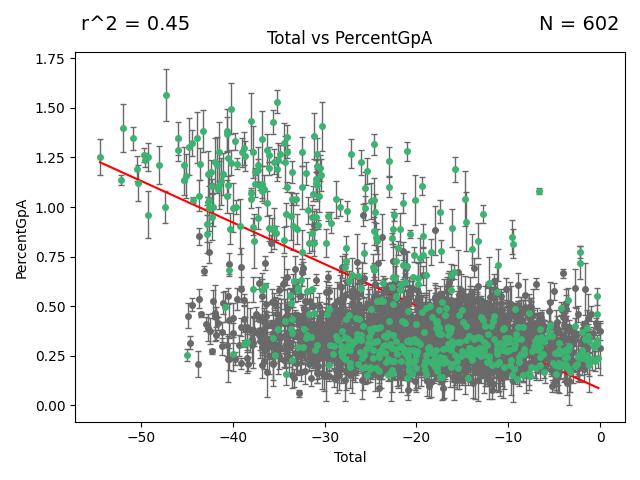 r^2 = 0.45
N = 602
Total vs PercentGpA
1.75
1.50
1.25
1.00
0.75
0.50
0.25
0.00
PercentGpA
−50
−40
−30
−20
−10
0
Total